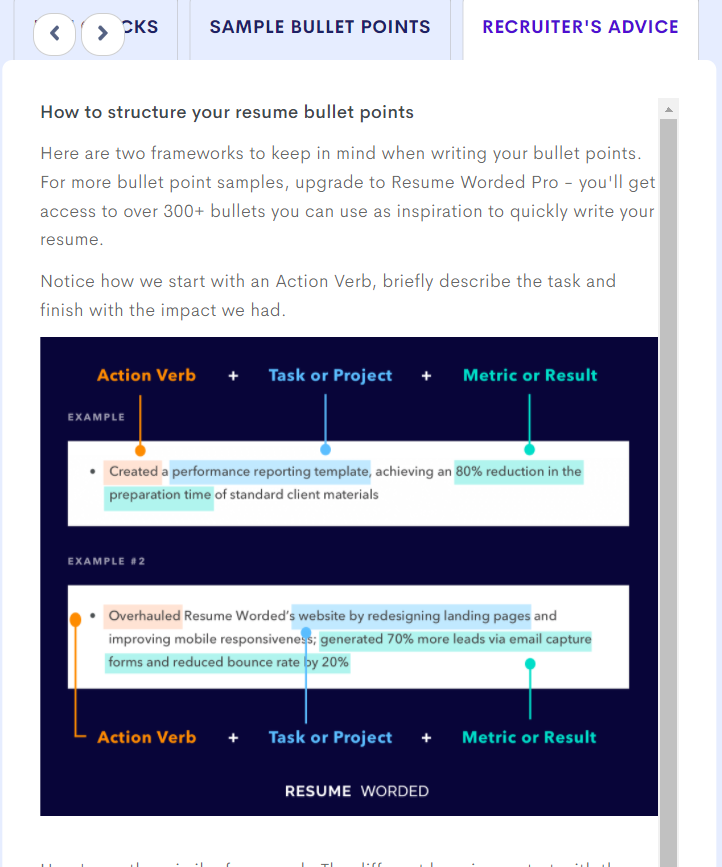 CKS
SAMPLE BULLET POINTS
RECRUITER'S ADVICE
How to structure your resume bullet points
Here are two frameworks to keep in mind when writing your bullet points.
For more bullet point samples, upgrade to Resume Worded Pro – you'll get
access to over 300+ bullets you can use as inspiration to quickly write your
resume.
Notice how we start with an Action Verb, briefly describe the task and
finish with the impact we had.
Action Verb + Task or Project + Metric or Result
EXAMPLE
• Created a performance reporting template, achieving an 80% reduction in the
preparation time of standard client materials
EXAMPLE #2
• Overhauled Resume Worded's website by redesigning landing pages and
improving mobile responsiveness; generated 70% more leads via email capture
forms and reduced bounce rate by 20%
Action Verb + Task or Project + Metric or Result
RESUME WORDED